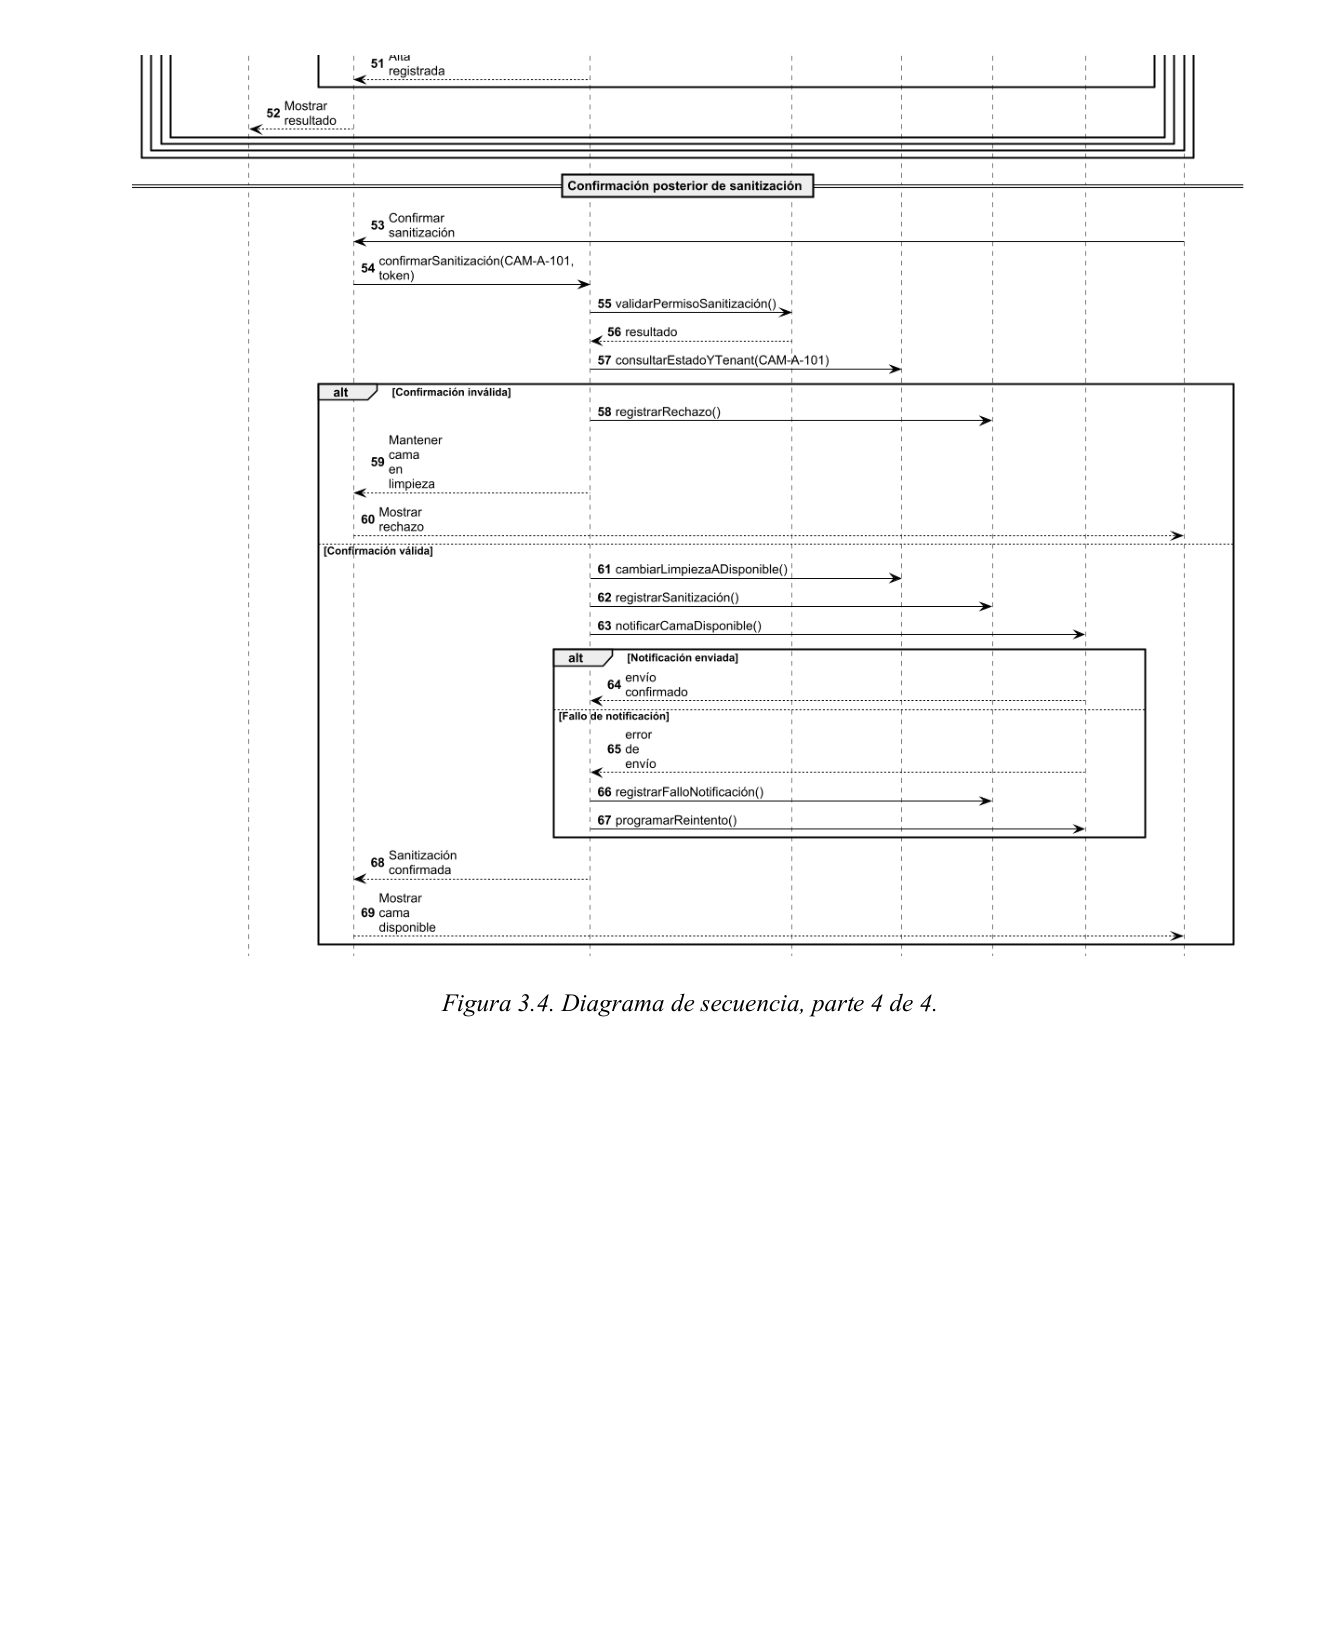 51 Alta
registrada
52 Mostrar
resultado
Confirmación posterior de sanitización
53 Confirmar
sanitización
54 confirmarSanitización(CAM-A-101,
token)
55 validarPermisoSanitización()
56 resultado
57 consultarEstadoYTenant(CAM-A-101)
alt [Confirmación inválida]
58 registrarRechazo()
Mantener
cama
59 en
limpieza
60 Mostrar
rechazo
[Confirmación válida]
61 cambiarLimpiezaADisponible()
62 registrarSanitización()
63 notificarCamaDisponible()
alt [Notificación enviada]
64 envío
confirmado
[Fallo de notificación]
error
65 de
envío
66 registrarFalloNotificación()
67 programarReintento()
68 Sanitización
confirmada
Mostrar
69 cama
disponible
Figura 3.4. Diagrama de secuencia, parte 4 de 4.